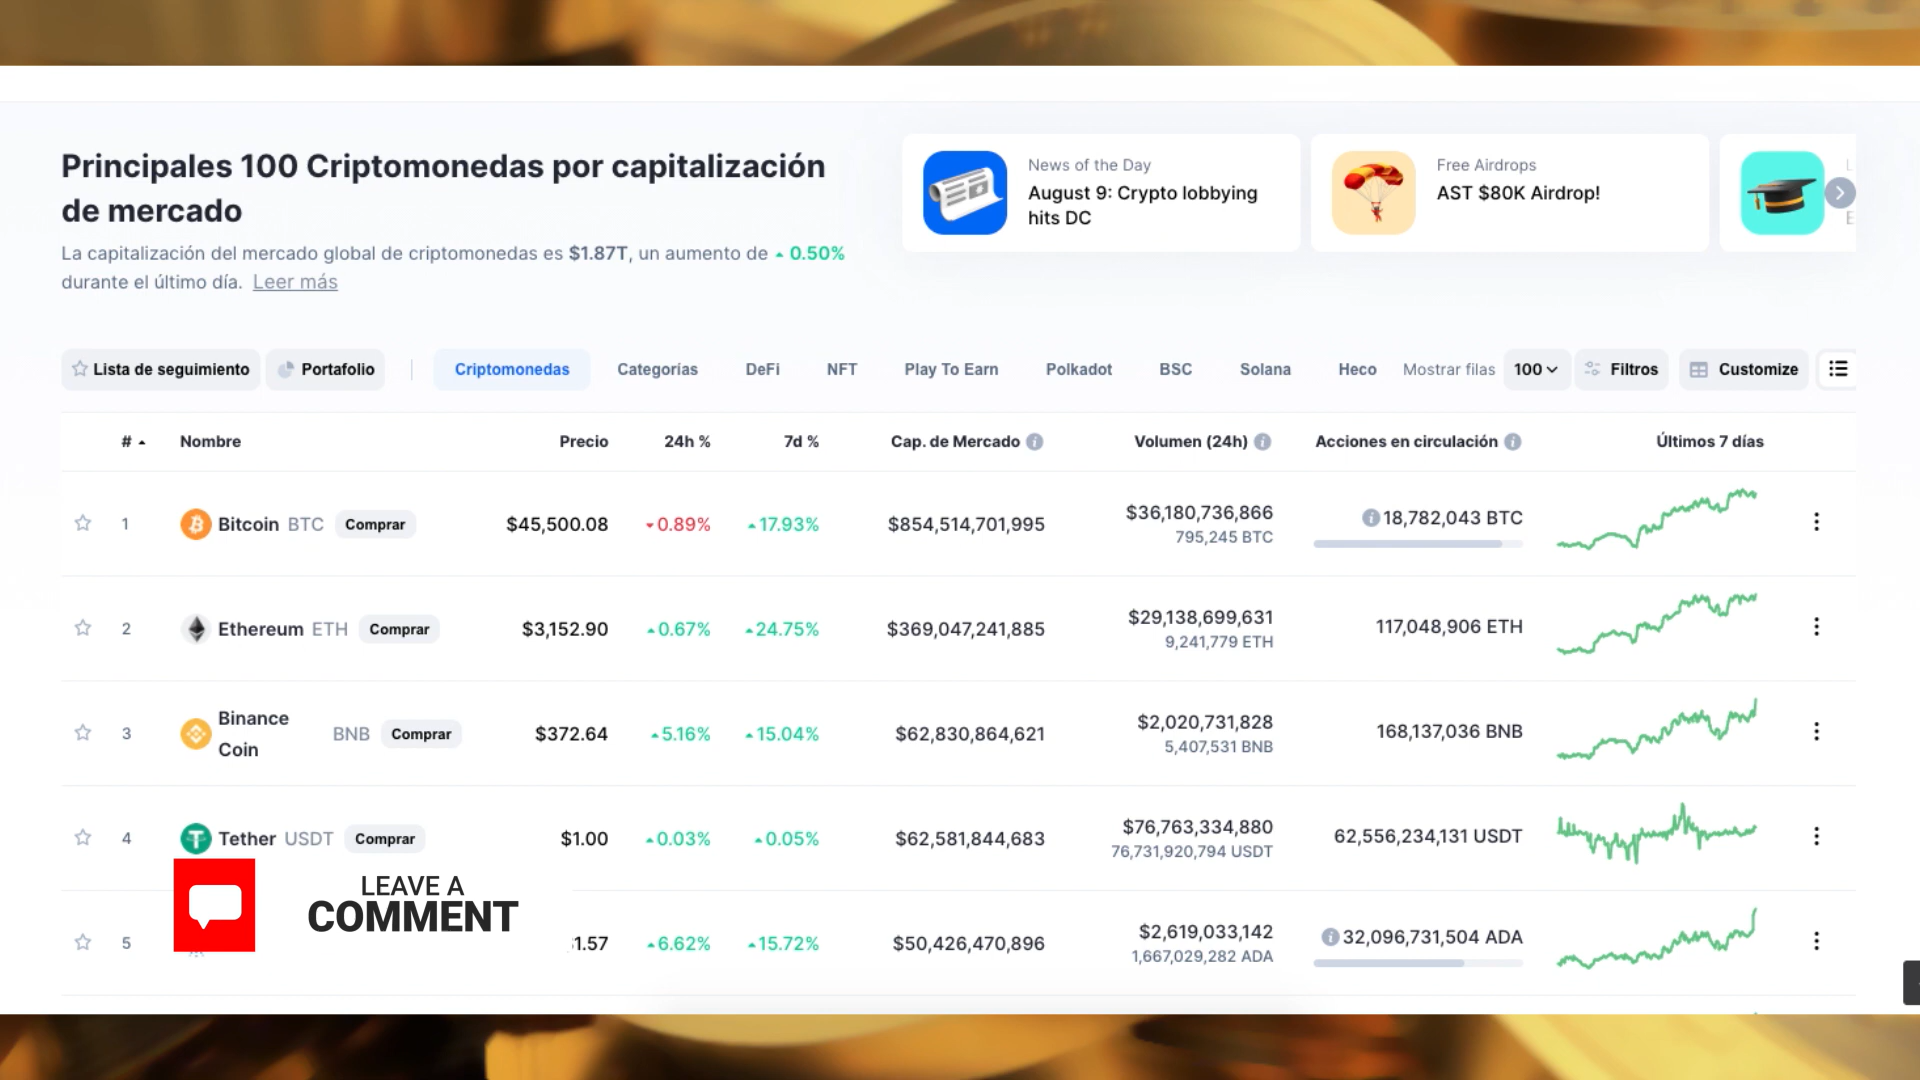 Principales 100 Criptomonedas por capitalización
de mercado
La capitalización del mercado global de criptomonedas es $1.87T, un aumento de 0.50%
durante el último día. Leer más
News of the Day
August 9: Crypto lobbying
hits DC
Free Airdrops
AST $80K Airdrop!
Lista de seguimiento
Portafolio
Criptomonedas
Categorías
DeFi
NFT
Play To Earn
Polkadot
BSC
Solana
Heco
Mostrar filas
100
Filtros
Customize
# Nombre Precio 24h % 7d % Cap. de Mercado Volumen (24h) Acciones en circulación Últimos 7 días
1 Bitcoin BTC Comprar $45,500.08 0.89% 17.93% $854,514,701,995 $36,180,736,866 18,782,043 BTC
795,245 BTC
2 Ethereum ETH Comprar $3,152.90 0.67% 24.75% $369,047,241,885 $29,138,699,631 117,048,906 ETH
9,241,779 ETH
3 Binance Coin BNB Comprar $372.64 5.16% 15.04% $62,830,864,621 $2,020,731,828 168,137,036 BNB
5,407,531 BNB
4 Tether USDT Comprar $1.00 0.03% 0.05% $62,581,844,683 $76,763,334,880 62,556,234,131 USDT
76,731,920,794 USDT
LEAVE A
COMMENT
5 1.57 6.62% 15.72% $50,426,470,896 $2,619,033,142 32,096,731,504 ADA
1,667,029,282 ADA